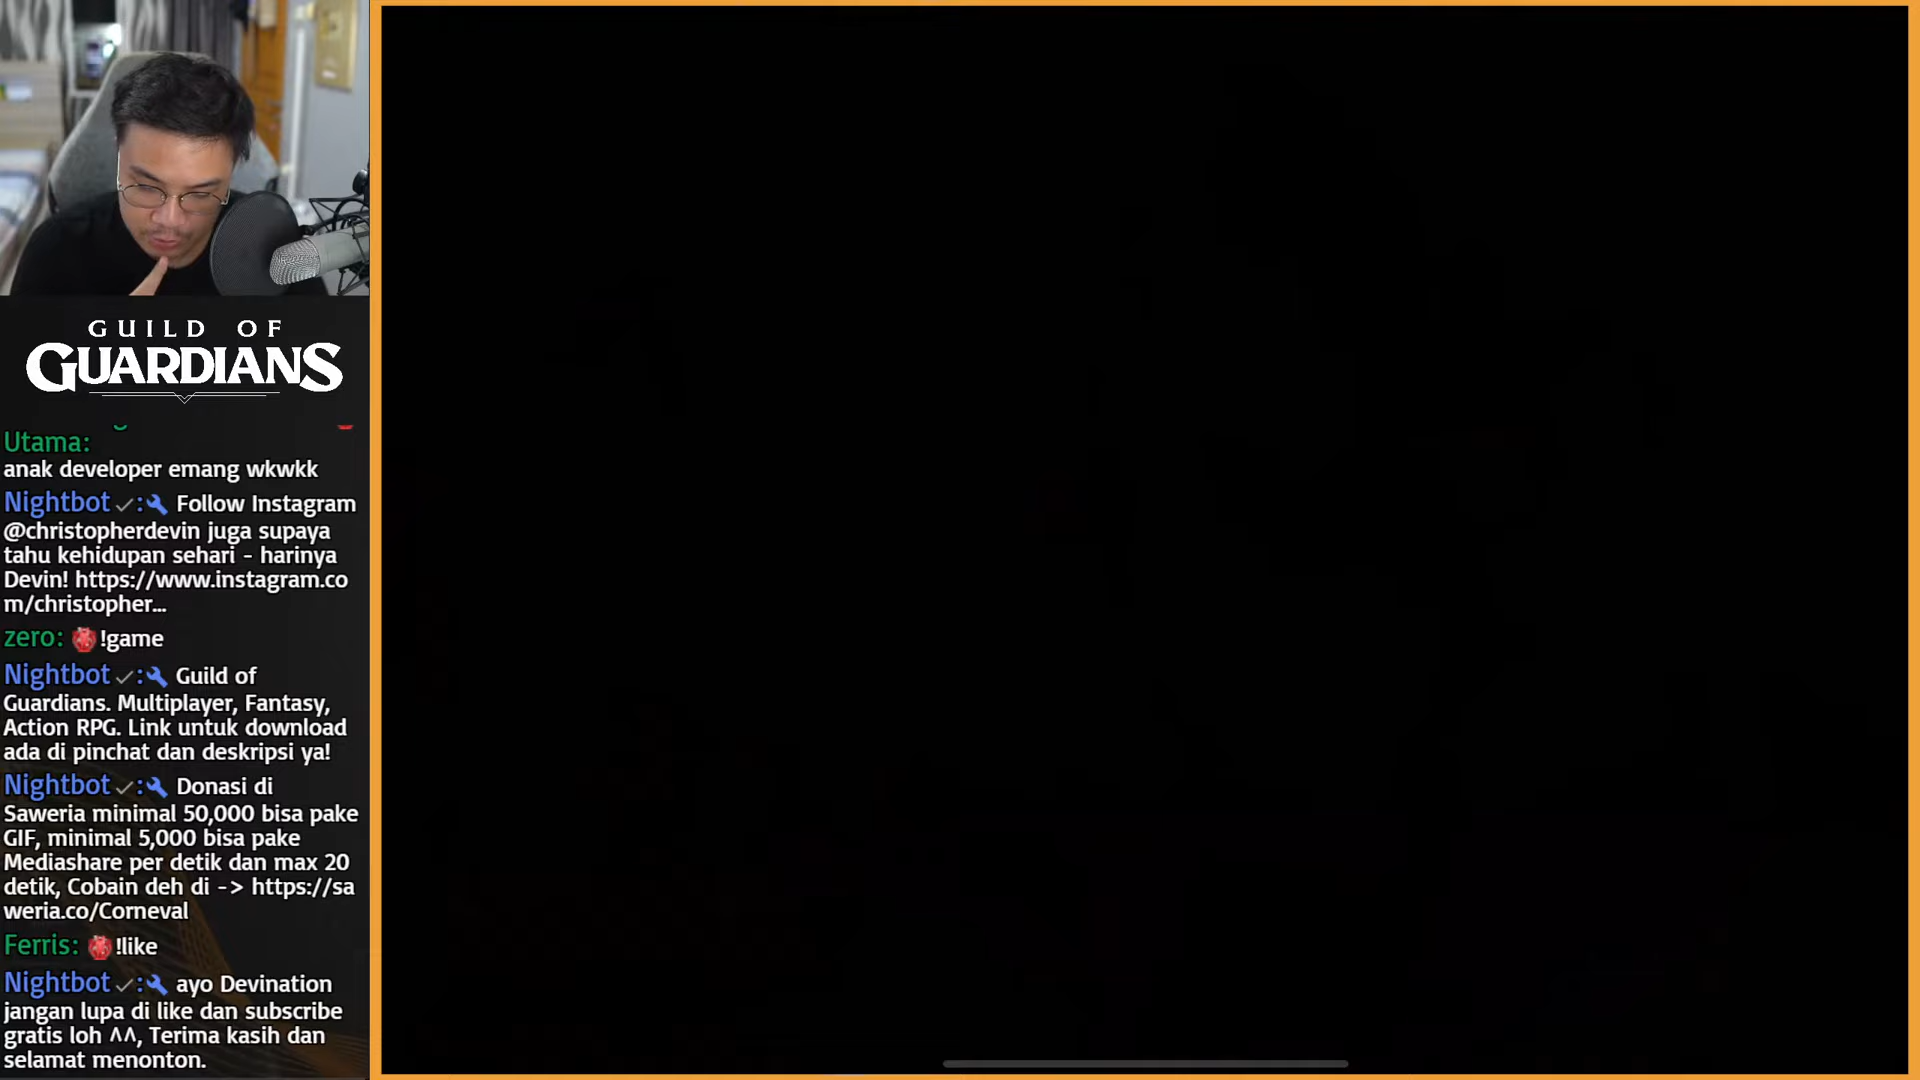 GUILD OF
GUARDIANS
Utama:
anak developer emang wkwkk
Nightbot ✓: Follow Instagram
@christopherdevin juga supaya
tahu kehidupan sehari - harinya
Devin! https://www.instagram.co
m/christopher...
zero: !game
Nightbot ✓: Guild of
Guardians. Multiplayer, Fantasy,
Action RPG. Link untuk download
ada di pinchat dan deskripsi ya!
Nightbot ✓: Donasi di
Saweria minimal 50,000 bisa pake
GIF, minimal 5,000 bisa pake
Mediashare per detik dan max 20
detik, Cobain deh di -> https://sa
weria.co/Corneval
Ferris: !like
Nightbot ✓: ayo Devination
jangan lupa di like dan subscribe
gratis loh ^^, Terima kasih dan
selamat menonton.